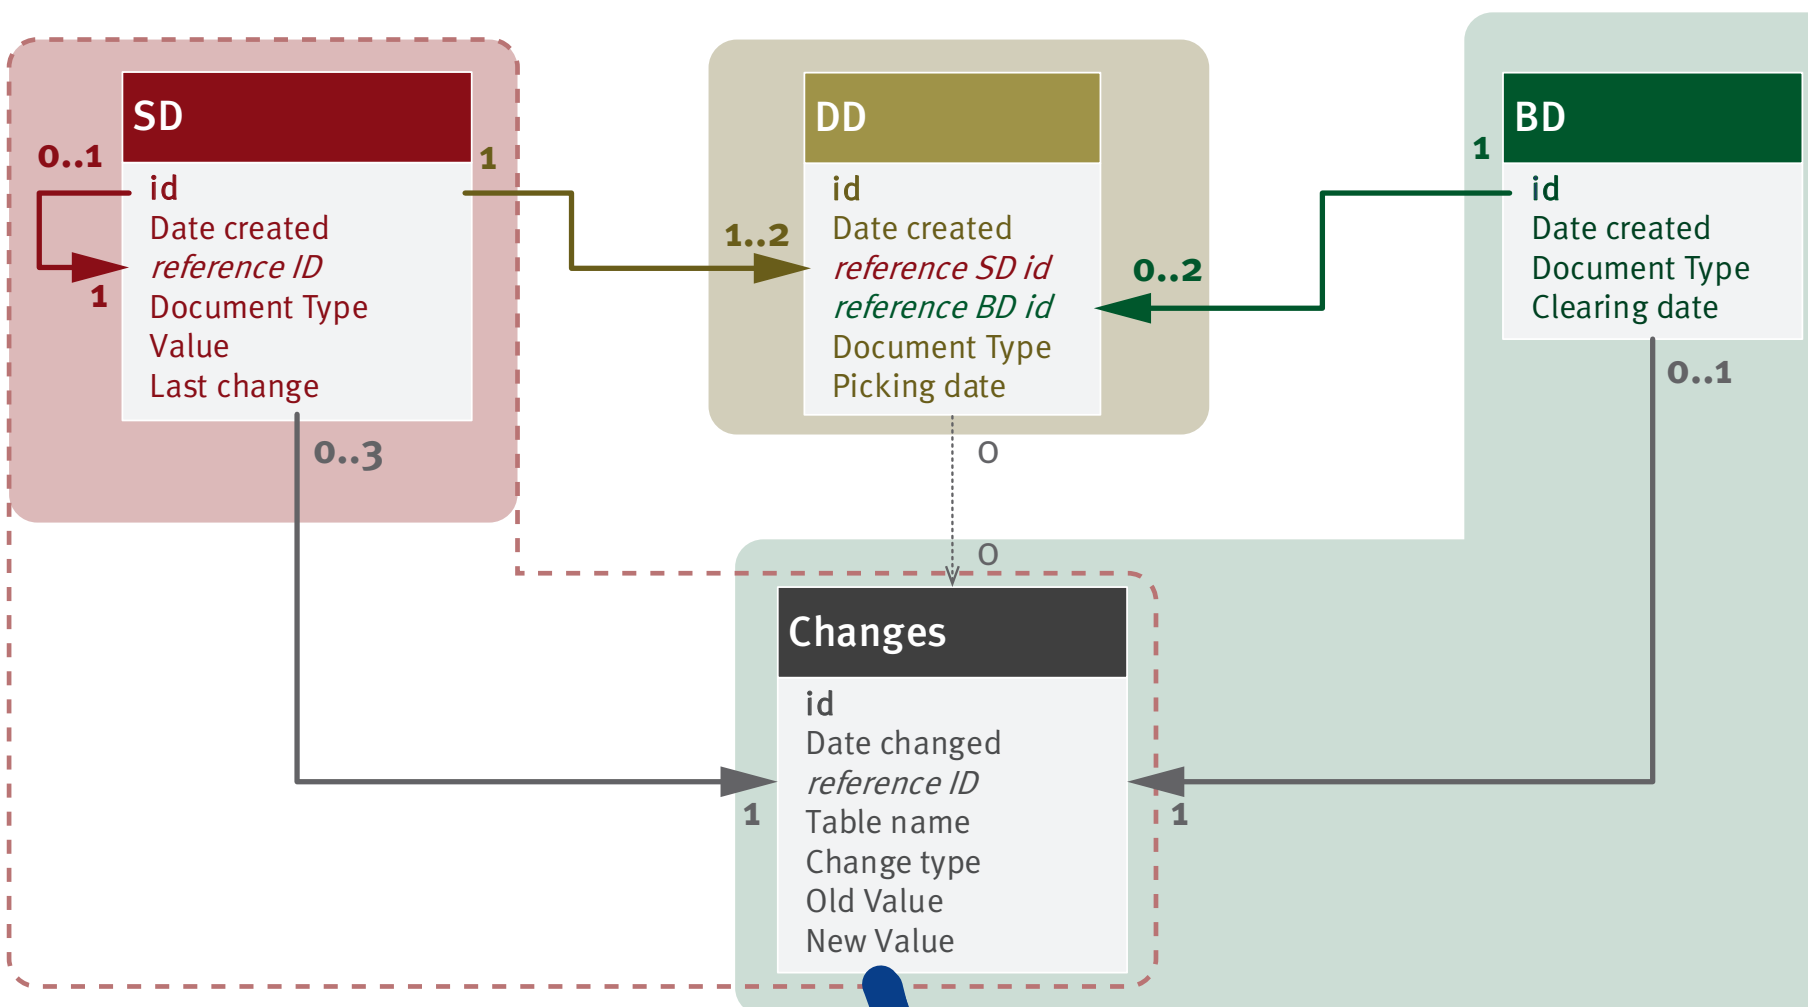 SD
0..1
id
Date created
reference ID
1
Document Type
Value
Last change
0..3
1
1..2
DD
id
Date created
reference SD id
reference BD id
Document Type
Picking date
0
0
0..2
1
BD
id
Date created
Document Type
Clearing date
0..1
Changes
id
Date changed
reference ID
Table name
Change type
Old Value
New Value
1
1